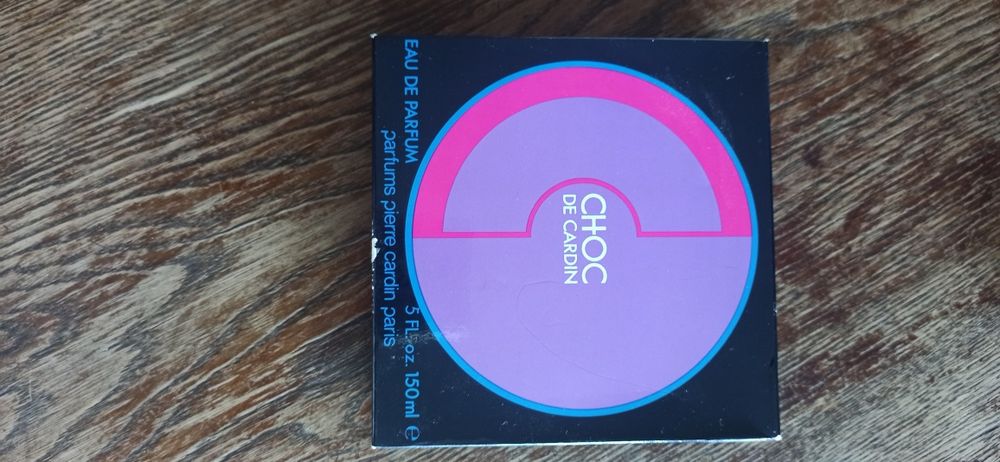 CHOC
DE CARDIN
EAU DE PARFUM 5 FL. oz. 150ml e
parfums pierre cardin paris